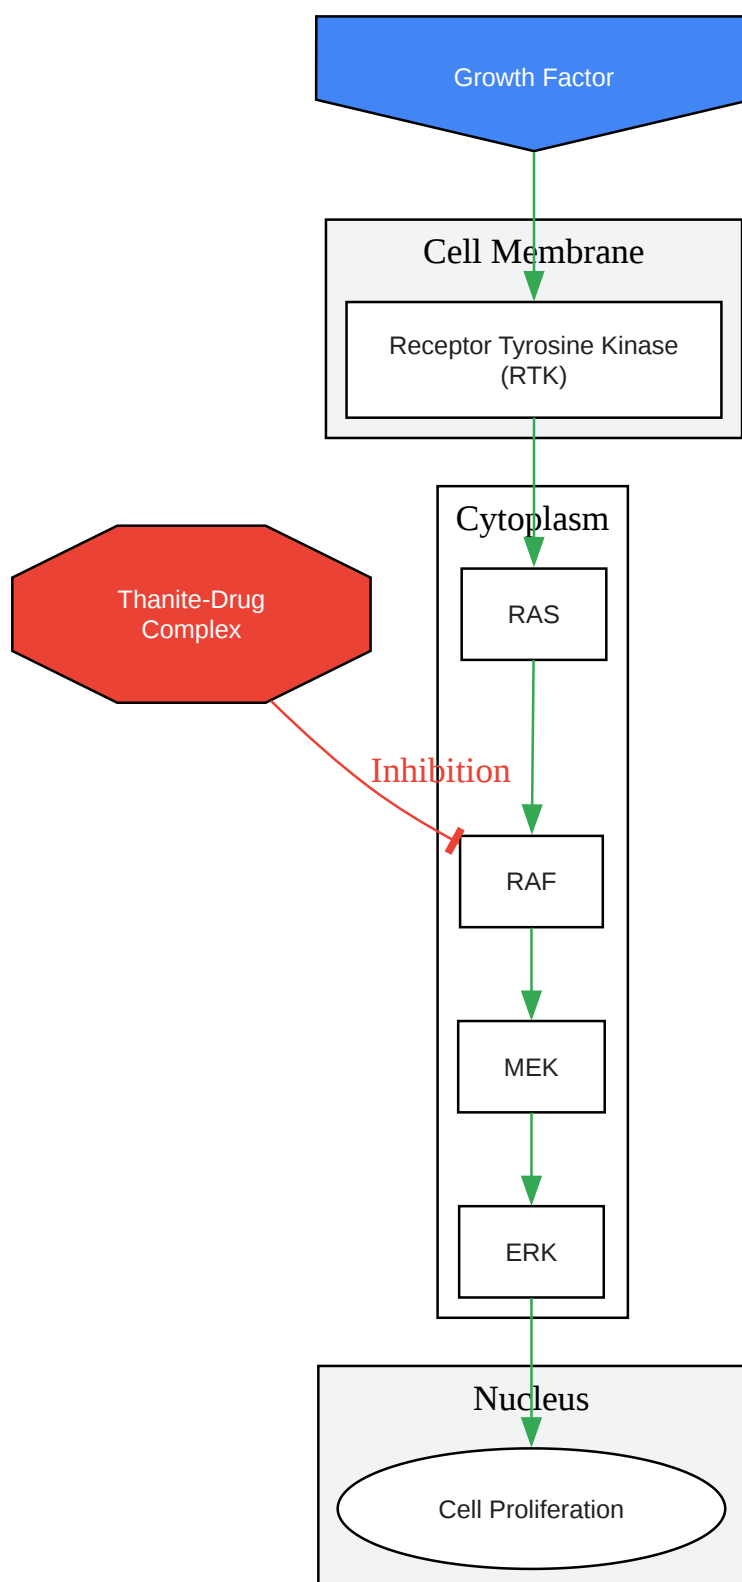 Growth Factor
Cell Membrane
Receptor Tyrosine Kinase
(RTK)
Cytoplasm
Thanite-Drug
Complex
RAS
Inhibition
RAF
MEK
ERK
Nucleus
Cell Proliferation